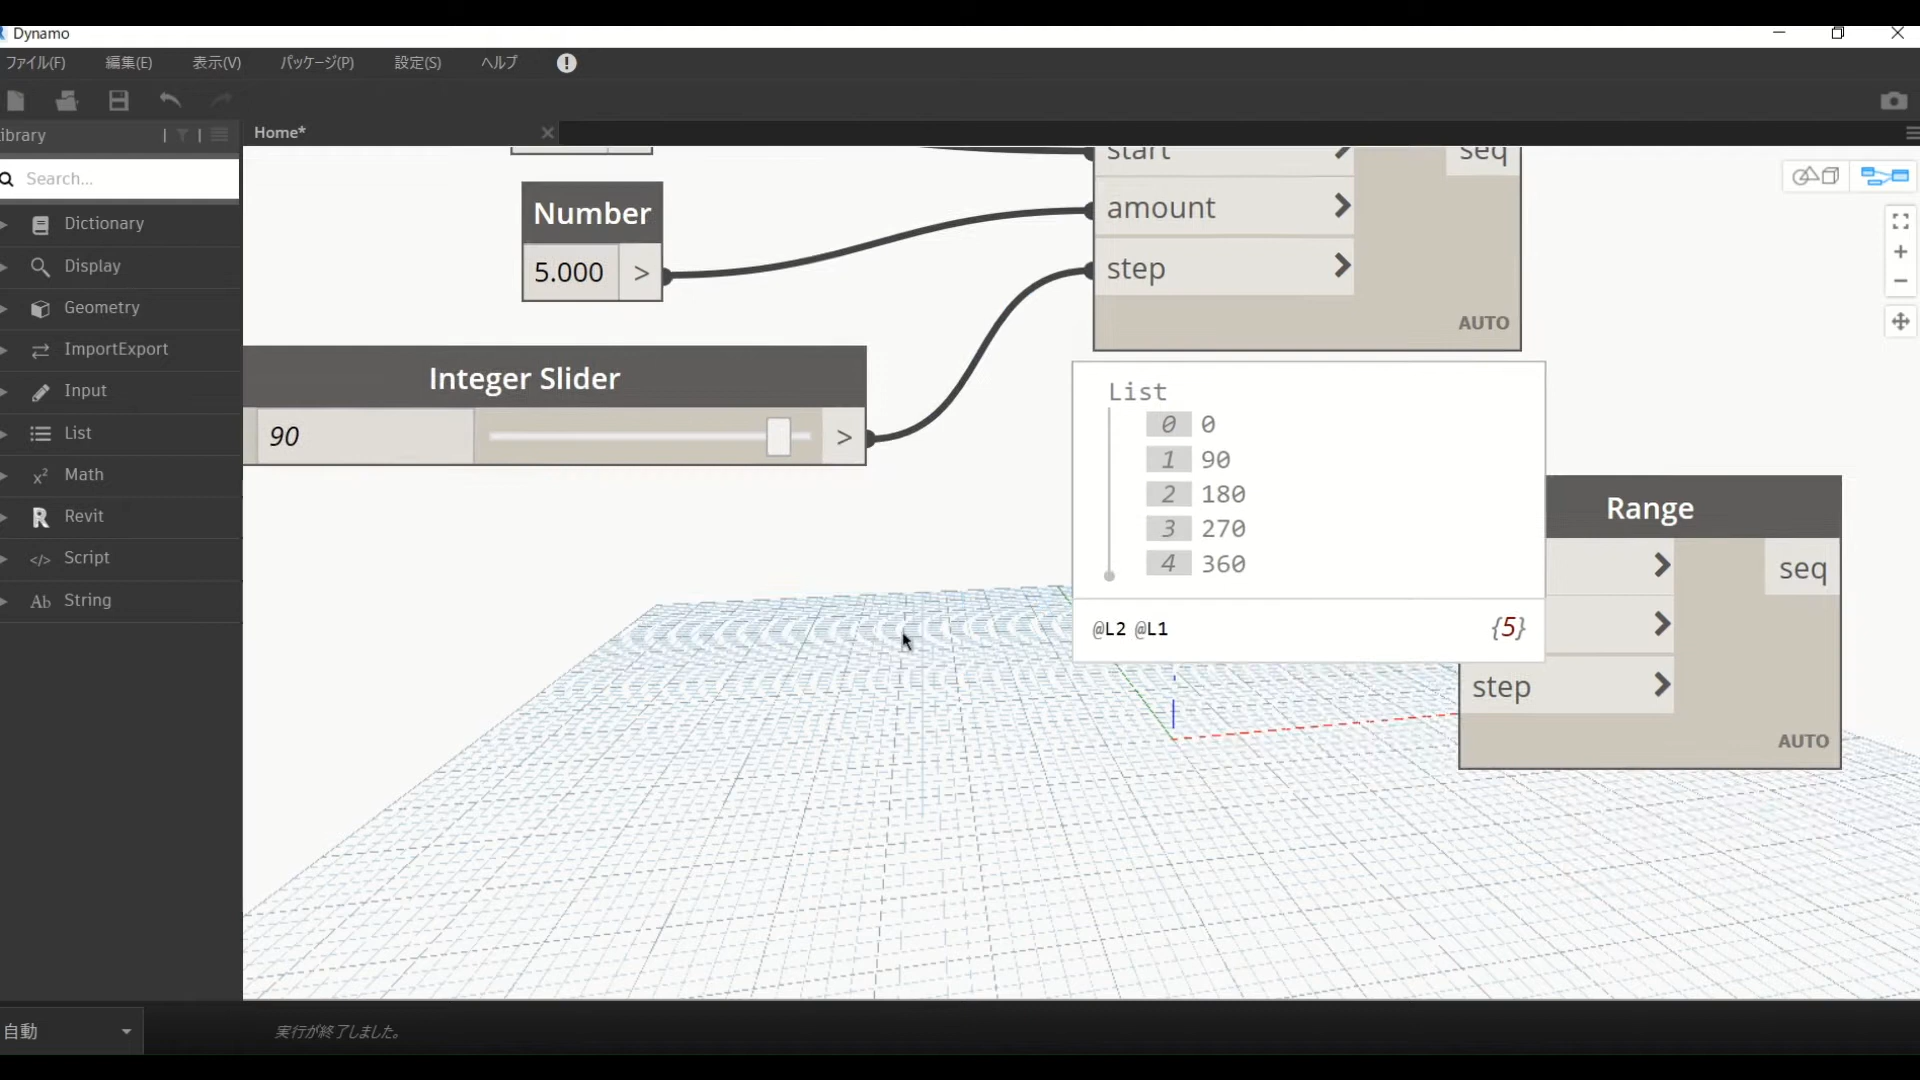 Dynamo
ファイル(F) 編集(E) 表示(V) パッケージ(P) 設定(S) ヘルプ
ibrary
Home*
Search...
Dictionary
Display
Geometry
ImportExport
Input
List
Math
Revit
Script
String
Number
5.000 >
start
amount
step
seq
AUTO
Integer Slider
90 >
List
0 0
1 90
2 180
3 270
4 360
@L2 @L1 {5}
Range
seq
step
AUTO
自動
実行が終了しました。